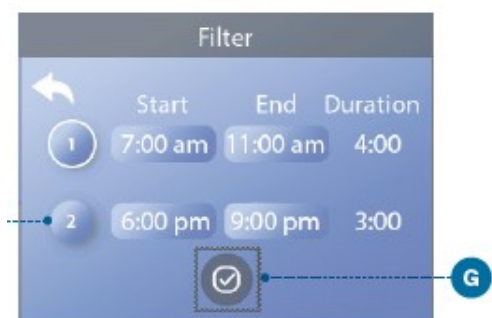 Filter
Start End Duration
1 7:00 am 11:00 am 4:00
2 6:00 pm 9:00 pm 3:00
G